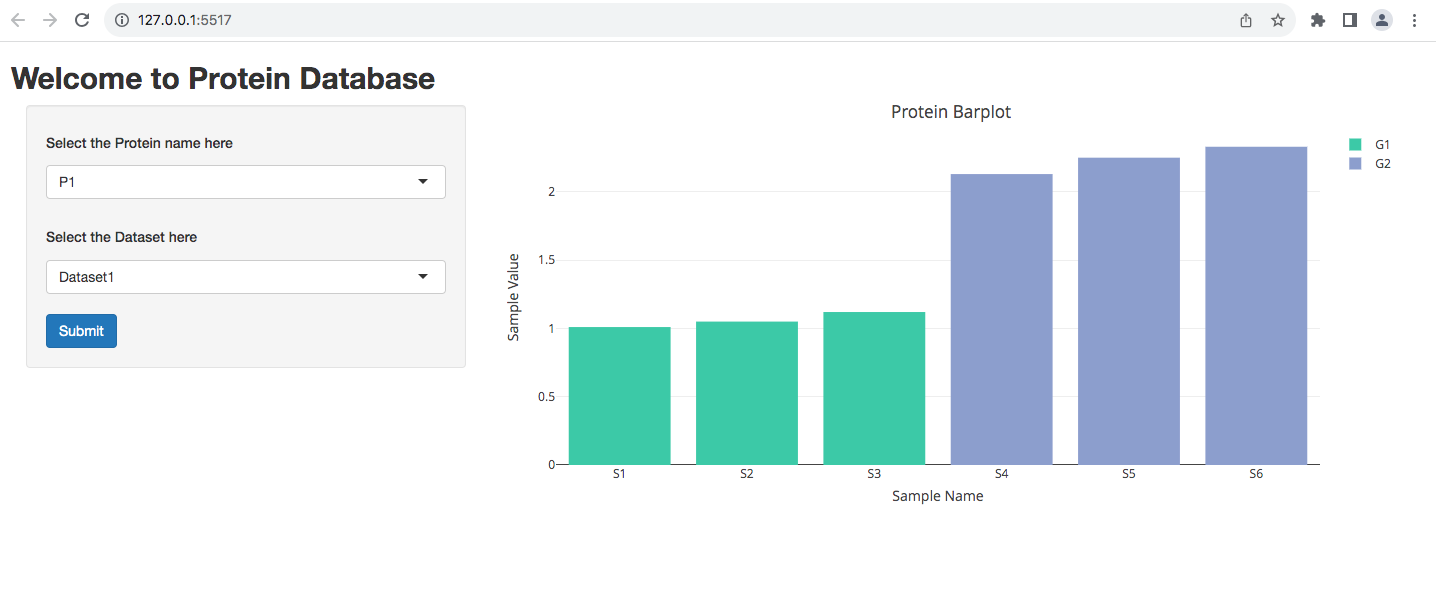 127.0.0.1:5517
Welcome to Protein Database
Select the Protein name here
P1
Select the Dataset here
Dataset1
Submit
Protein Barplot
G1
G2
Sample Value
2
1.5
1
0.5
0
S1 S2 S3 S4 S5 S6
Sample Name